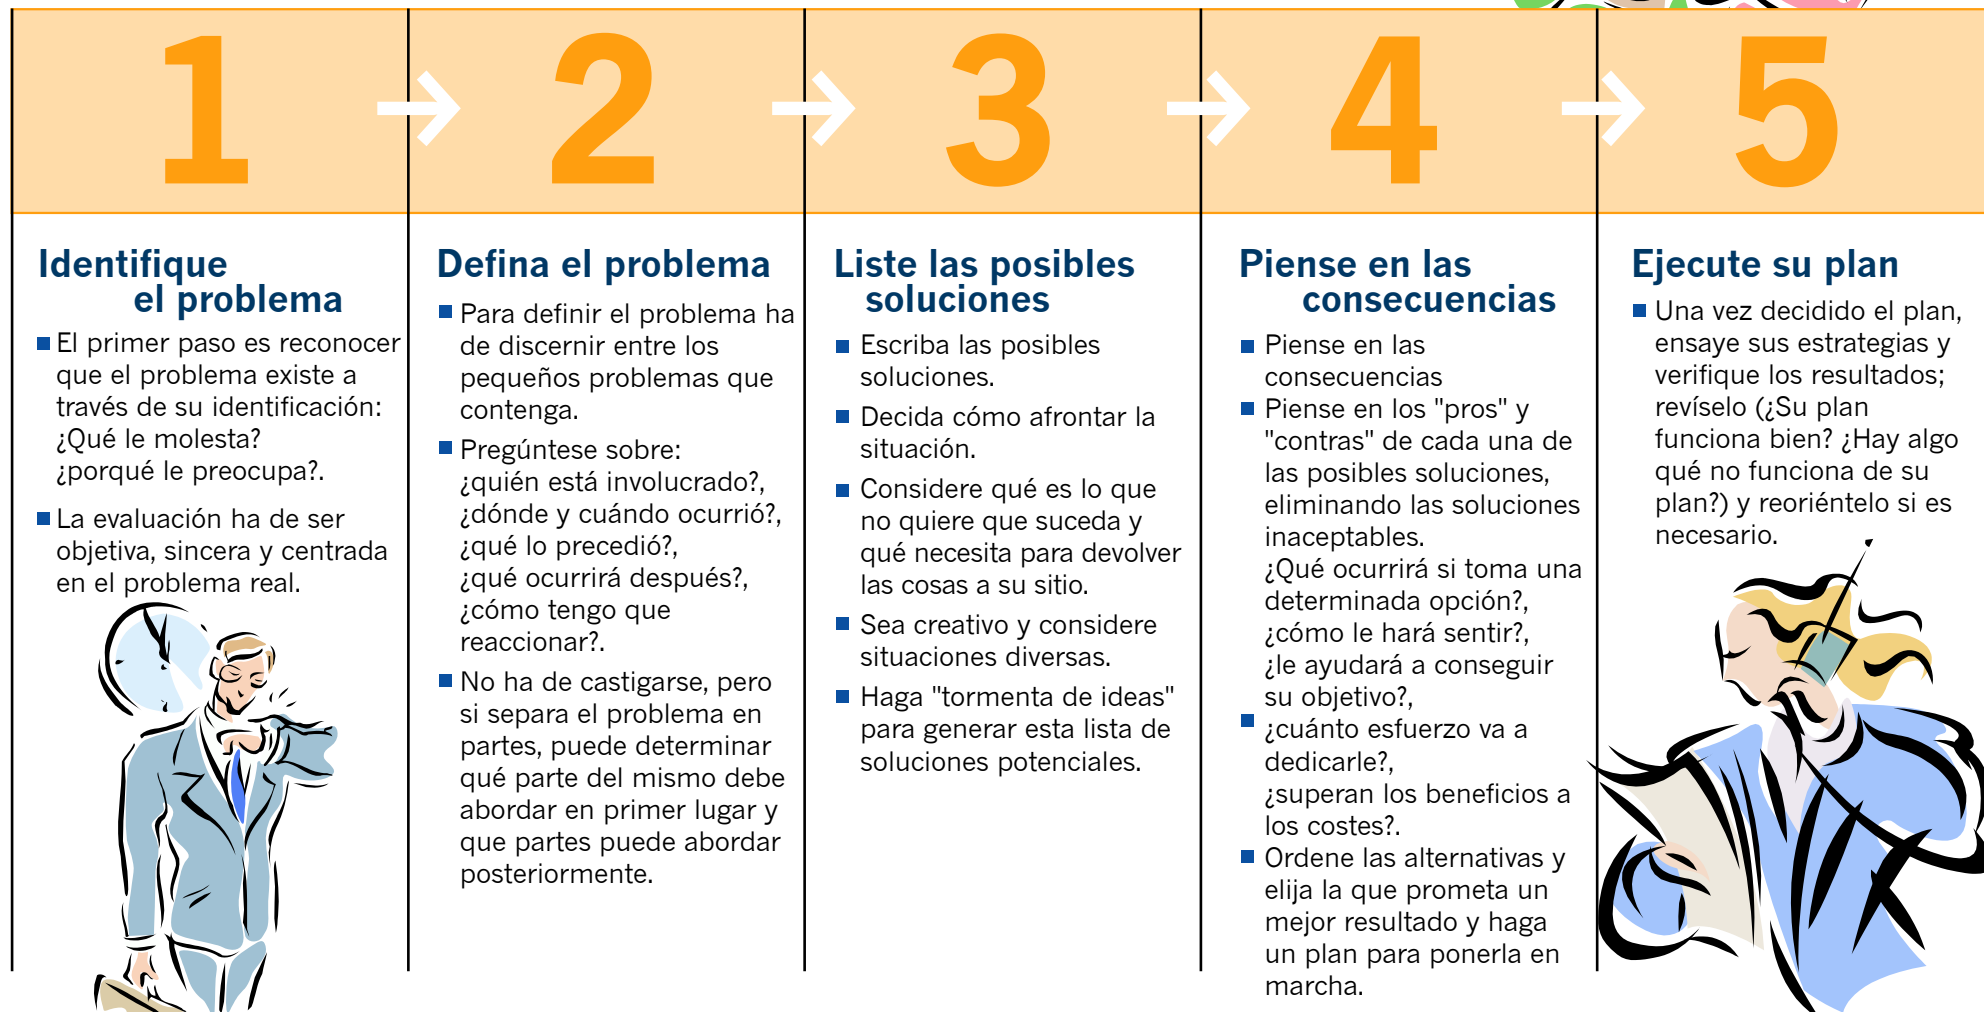 1
2
3
4
5
Identifique
el problema
El primer paso es reconocer
que el problema existe a
través de su identificación:
¿Qué le molesta?
¿porqué le preocupa?.
La evaluación ha de ser
objetiva, sincera y centrada
en el problema real.
Defina el problema
Para definir el problema ha
de discernir entre los
pequeños problemas que
contenga.
Pregúntese sobre:
¿quién está involucrado?,
¿dónde y cuándo ocurrió?,
¿qué lo precedió?,
¿qué ocurrirá después?,
¿cómo tengo que
reaccionar?.
No ha de castigarse, pero
si separa el problema en
partes, puede determinar
qué parte del mismo debe
abordar en primer lugar y
que partes puede abordar
posteriormente.
Liste las posibles
soluciones
Escriba las posibles
soluciones.
Decida cómo afrontar la
situación.
Considere qué es lo que
no quiere que suceda y
qué necesita para devolver
las cosas a su sitio.
Sea creativo y considere
situaciones diversas.
Haga "tormenta de ideas"
para generar esta lista de
soluciones potenciales.
Piense en las
consecuencias
Piense en las
consecuencias
Piense en los "pros" y
"contras" de cada una de
las posibles soluciones,
eliminando las soluciones
inaceptables.
¿Qué ocurrirá si toma una
determinada opción?,
¿cómo le hará sentir?,
¿le ayudará a conseguir
su objetivo?,
¿cuánto esfuerzo va a
dedicarle?,
¿superan los beneficios a
los costes?.
Ordene las alternativas y
elija la que prometa un
mejor resultado y haga
un plan para ponerla en
marcha.
Ejecute su plan
Una vez decidido el plan,
ensaye sus estrategias y
verifique los resultados;
revíselo (¿Su plan
funciona bien? ¿Hay algo
qué no funciona de su
plan?) y reoriéntelo si es
necesario.